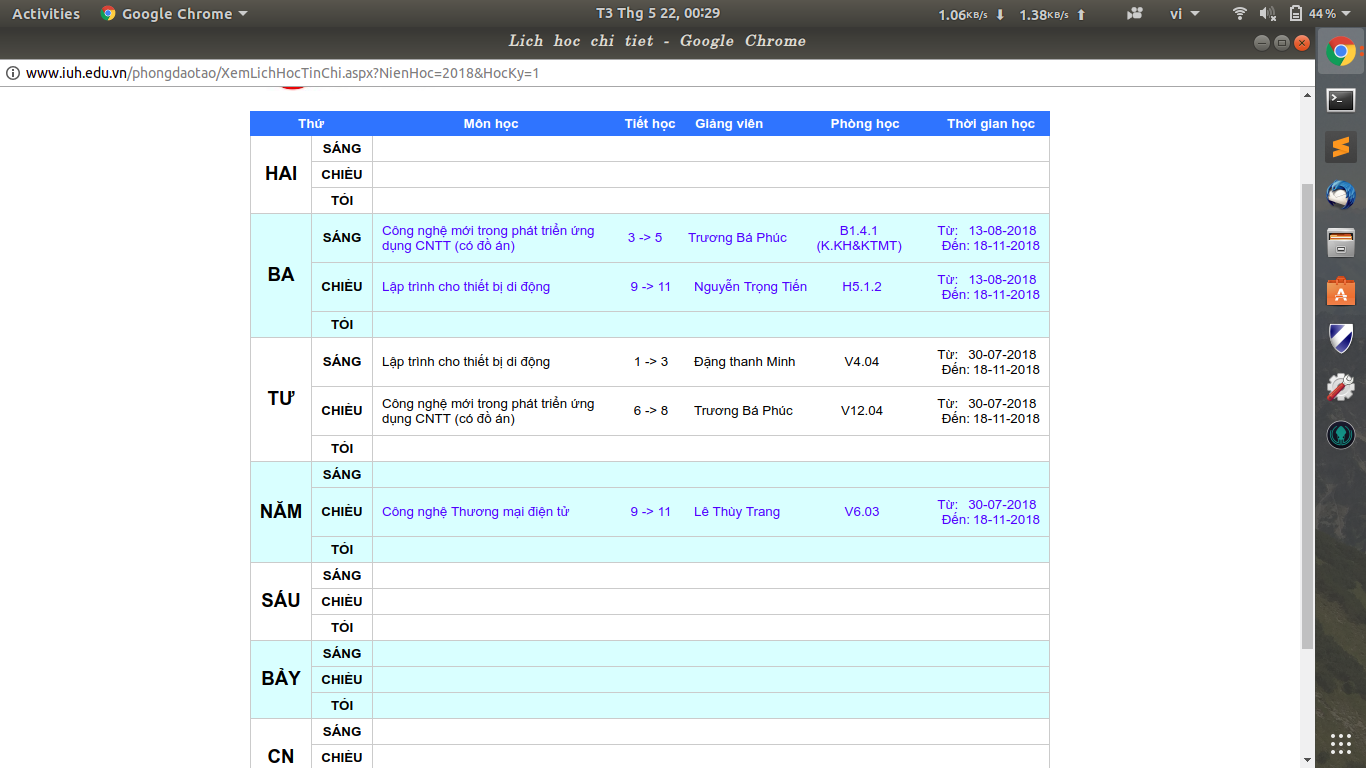 Activities Google Chrome T3 Thg 5 22, 00:29 1.06KB/s 1.38KB/s vi 44%
Lich hoc chi tiet - Google Chrome
www.iuh.edu.vn/phongdaotao/XemLichHocTinChi.aspx?NienHoc=2018&HocKy=1
Thứ Môn học Tiết học Giảng viên Phòng học Thời gian học
HAI
SÁNG
CHIỀU
TỐI
BA
SÁNG
Công nghệ mới trong phát triển ứng
dụng CNTT (có đồ án)
3 -> 5
Trương Bá Phúc
B1.4.1
(K.KH&KTMT)
Từ: 13-08-2018
Đến: 18-11-2018
CHIỀU
Lập trình cho thiết bị di động
9 -> 11
Nguyễn Trọng Tiến
H5.1.2
Từ: 13-08-2018
Đến: 18-11-2018
TỐI
TƯ
SÁNG
Lập trình cho thiết bị di động
1 -> 3
Đặng thanh Minh
V4.04
Từ: 30-07-2018
Đến: 18-11-2018
CHIỀU
Công nghệ mới trong phát triển ứng
dụng CNTT (có đồ án)
6 -> 8
Trương Bá Phúc
V12.04
Từ: 30-07-2018
Đến: 18-11-2018
TỐI
NĂM
SÁNG
CHIỀU
Công nghệ Thương mại điện tử
9 -> 11
Lê Thùy Trang
V6.03
Từ: 30-07-2018
Đến: 18-11-2018
TỐI
SÁU
SÁNG
CHIỀU
TỐI
BẢY
SÁNG
CHIỀU
TỐI
CN
SÁNG
CHIỀU